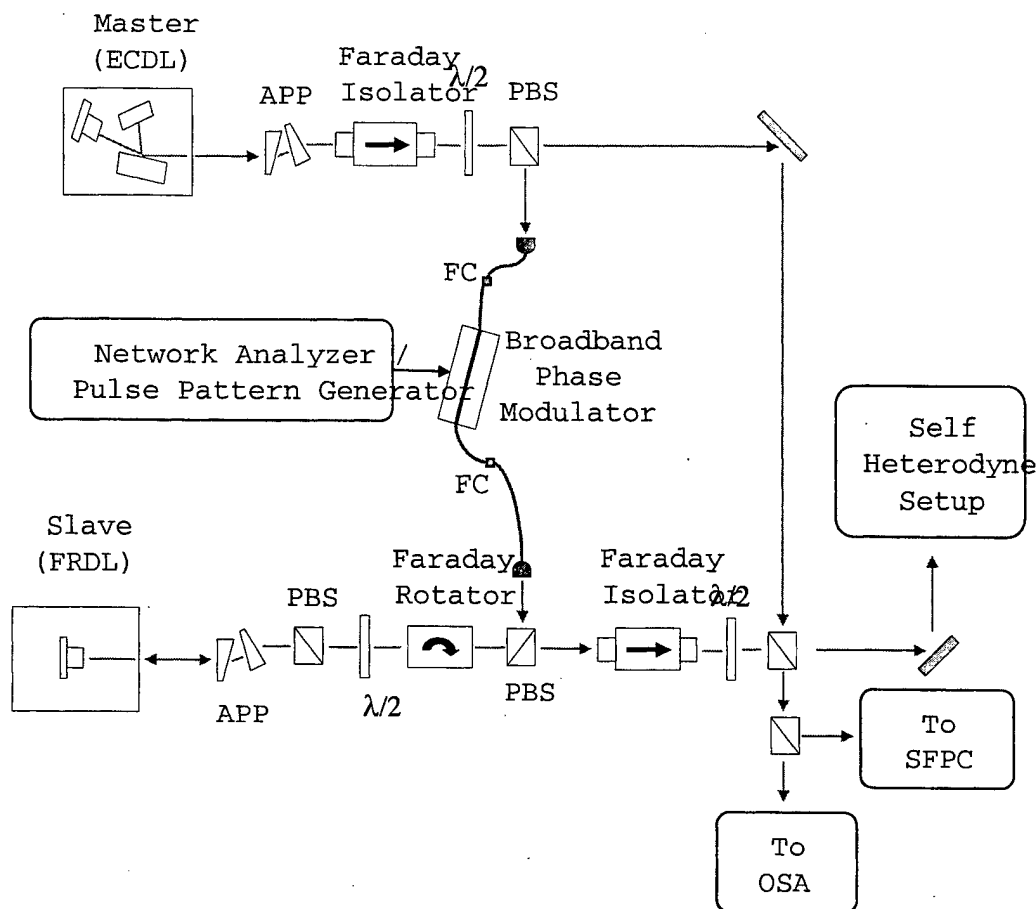 Master
(ECDL)
APP
Faraday
Isolator
λ/2
PBS
FC
Network Analyzer /
Pulse Pattern Generator
Broadband
Phase
Modulator
FC
Self
Heterodyne
Setup
Slave
(FRDL)
APP
PBS
λ/2
Faraday
Rotator
PBS
Faraday
Isolator
λ/2
To
SFPC
To
OSA